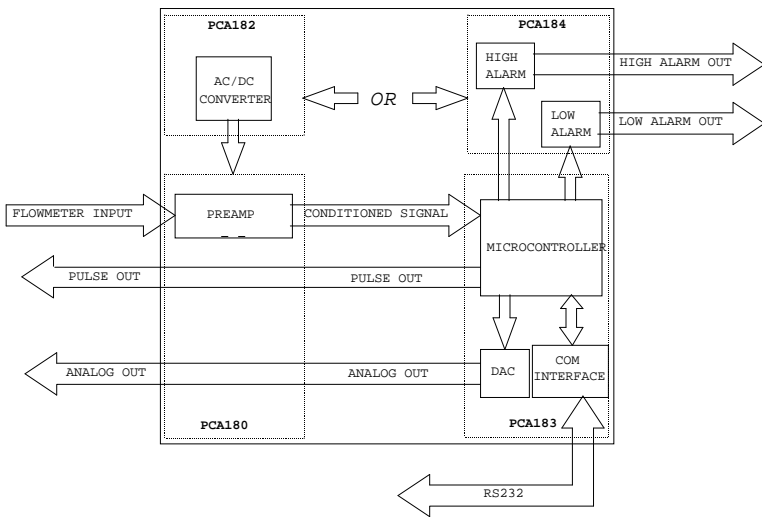 PCA182
PCA184
AC/DC
CONVERTER
OR
HIGH
ALARM
HIGH ALARM OUT
LOW
ALARM
LOW ALARM OUT
FLOWMETER INPUT
PREAMP
CONDITIONED SIGNAL
MICROCONTROLLER
PULSE OUT
PULSE OUT
ANALOG OUT
ANALOG OUT
DAC
COM
INTERFACE
PCA180
PCA183
RS232